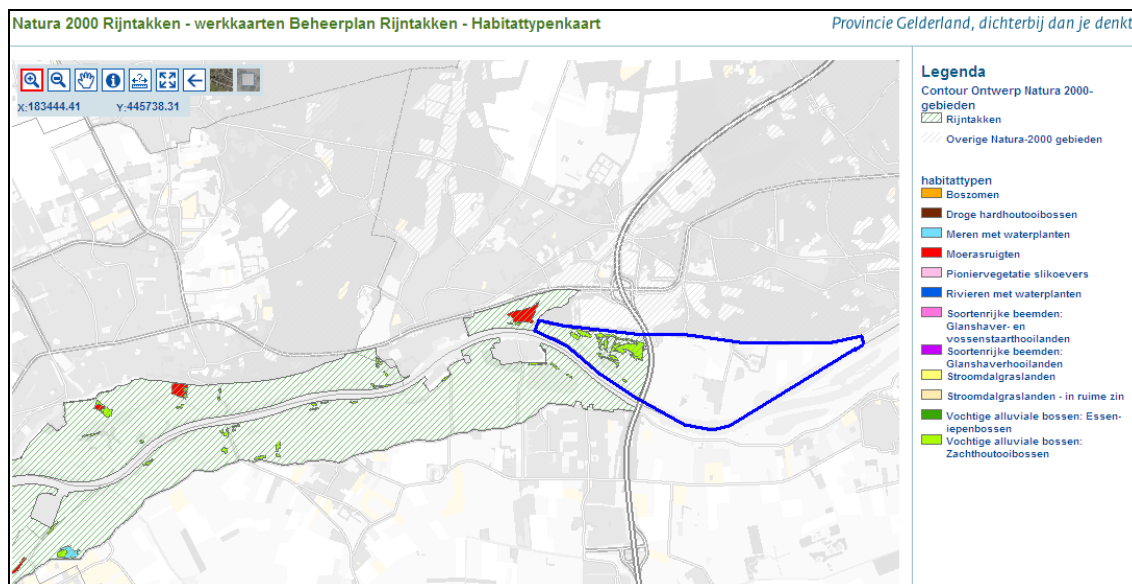 Natura 2000 Rijntakken - werkkaarten Beheerplan Rijntakken - Habitattypenkaart
Provincie Gelderland, dichterbij dan je denkt
X:183444.41 Y:445738.31
Legenda
Contour Ontwerp Natura 2000-
gebieden
Rijntakken
Overige Natura-2000 gebieden
habitattypen
Boszomen
Droge hardhoutooibossen
Meren met waterplanten
Moerasruigten
Pioniervegetatie slikoevers
Rivieren met waterplanten
Soortenrijke beemden:
Glanshaver- en
vossenstaarthooilanden
Soortenrijke beemden:
Glanshaverhooilanden
Stroomdalgraslanden
Stroomdalgraslanden - in ruime zin
Vochtige alluviale bossen: Essen-
iepenbossen
Vochtige alluviale bossen:
Zachthoutooibossen